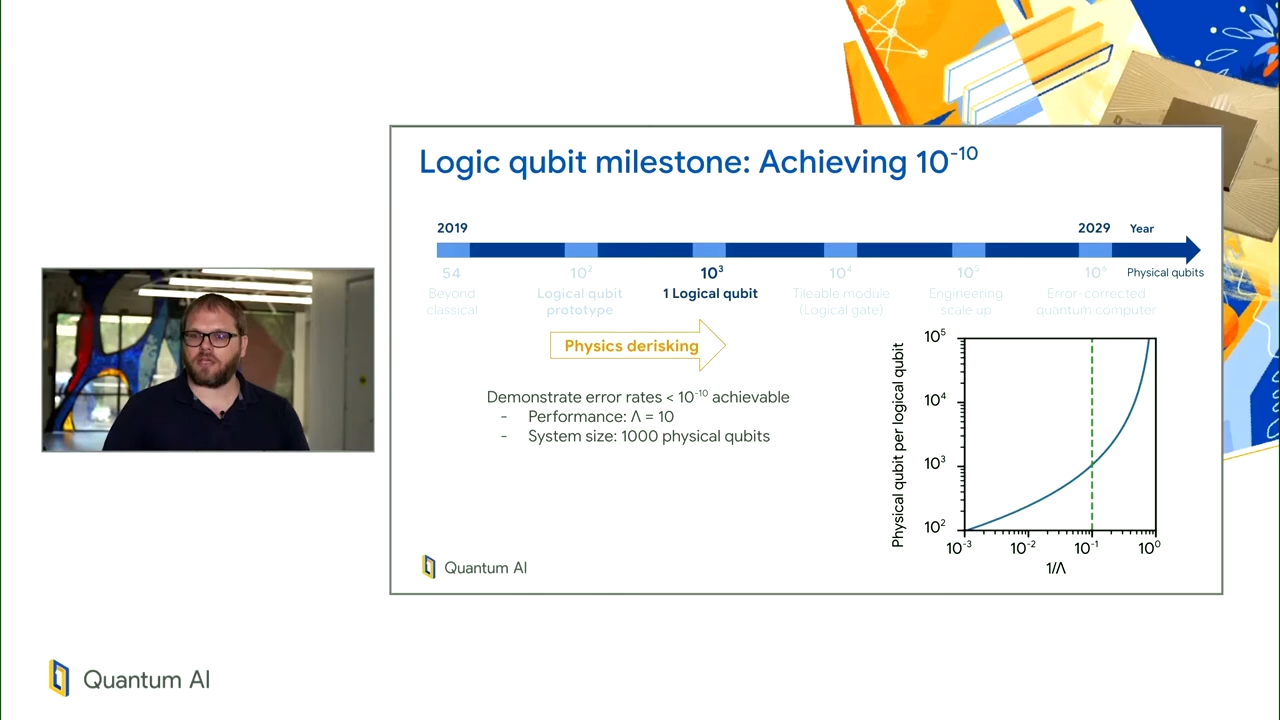 Logic qubit milestone: Achieving 10⁻¹⁰
2019
2029 Year
54 10² 10³ 10⁴ 10⁵ 10⁶ Physical qubits
Beyond classical
Logical qubit prototype
1 Logical qubit
Tileable module (Logical gate)
Engineering scale up
Error-corrected quantum computer
Physics derisking
Demonstrate error rates < 10⁻¹⁰ achievable
- Performance: Λ = 10
- System size: 1000 physical qubits
Physical qubit per logical qubit
10⁵
10⁴
10³
10²
10⁻³ 10⁻² 10⁻¹ 10⁰
1/Λ
Quantum AI
Quantum AI